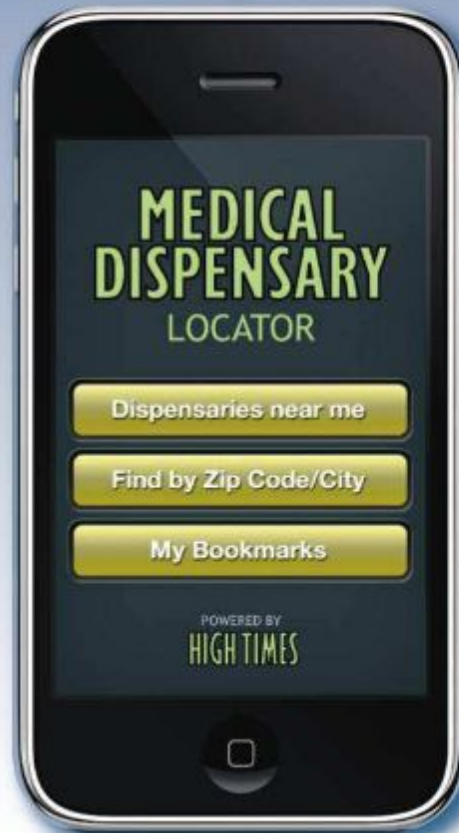 MEDICAL
DISPENSARY
LOCATOR
Dispensaries near me
Find by Zip Code/City
My Bookmarks
POWERED BY
HIGH TIMES